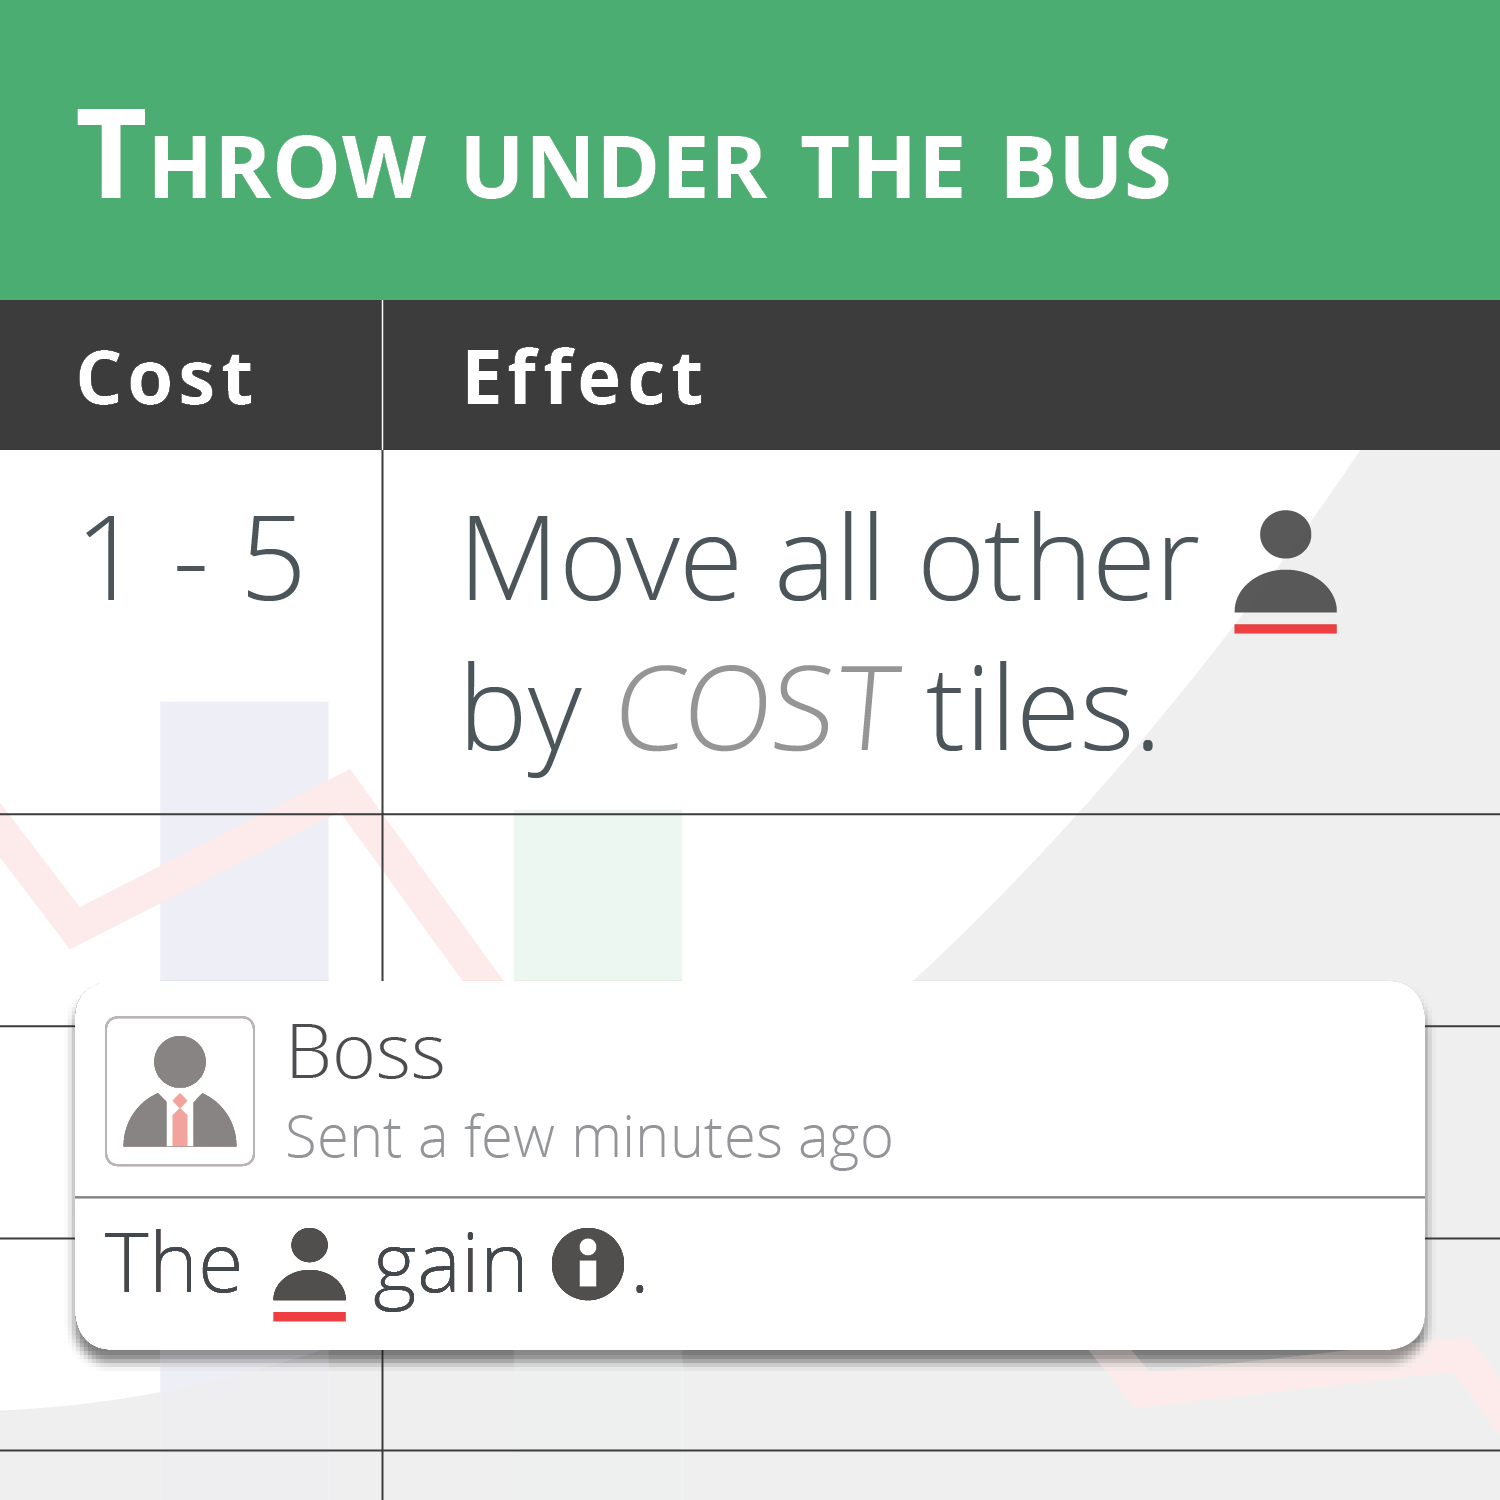 Throw under the bus
Cost Effect
1 - 5 Move all other
by COST tiles.
Boss
Sent a few minutes ago
The gain i.